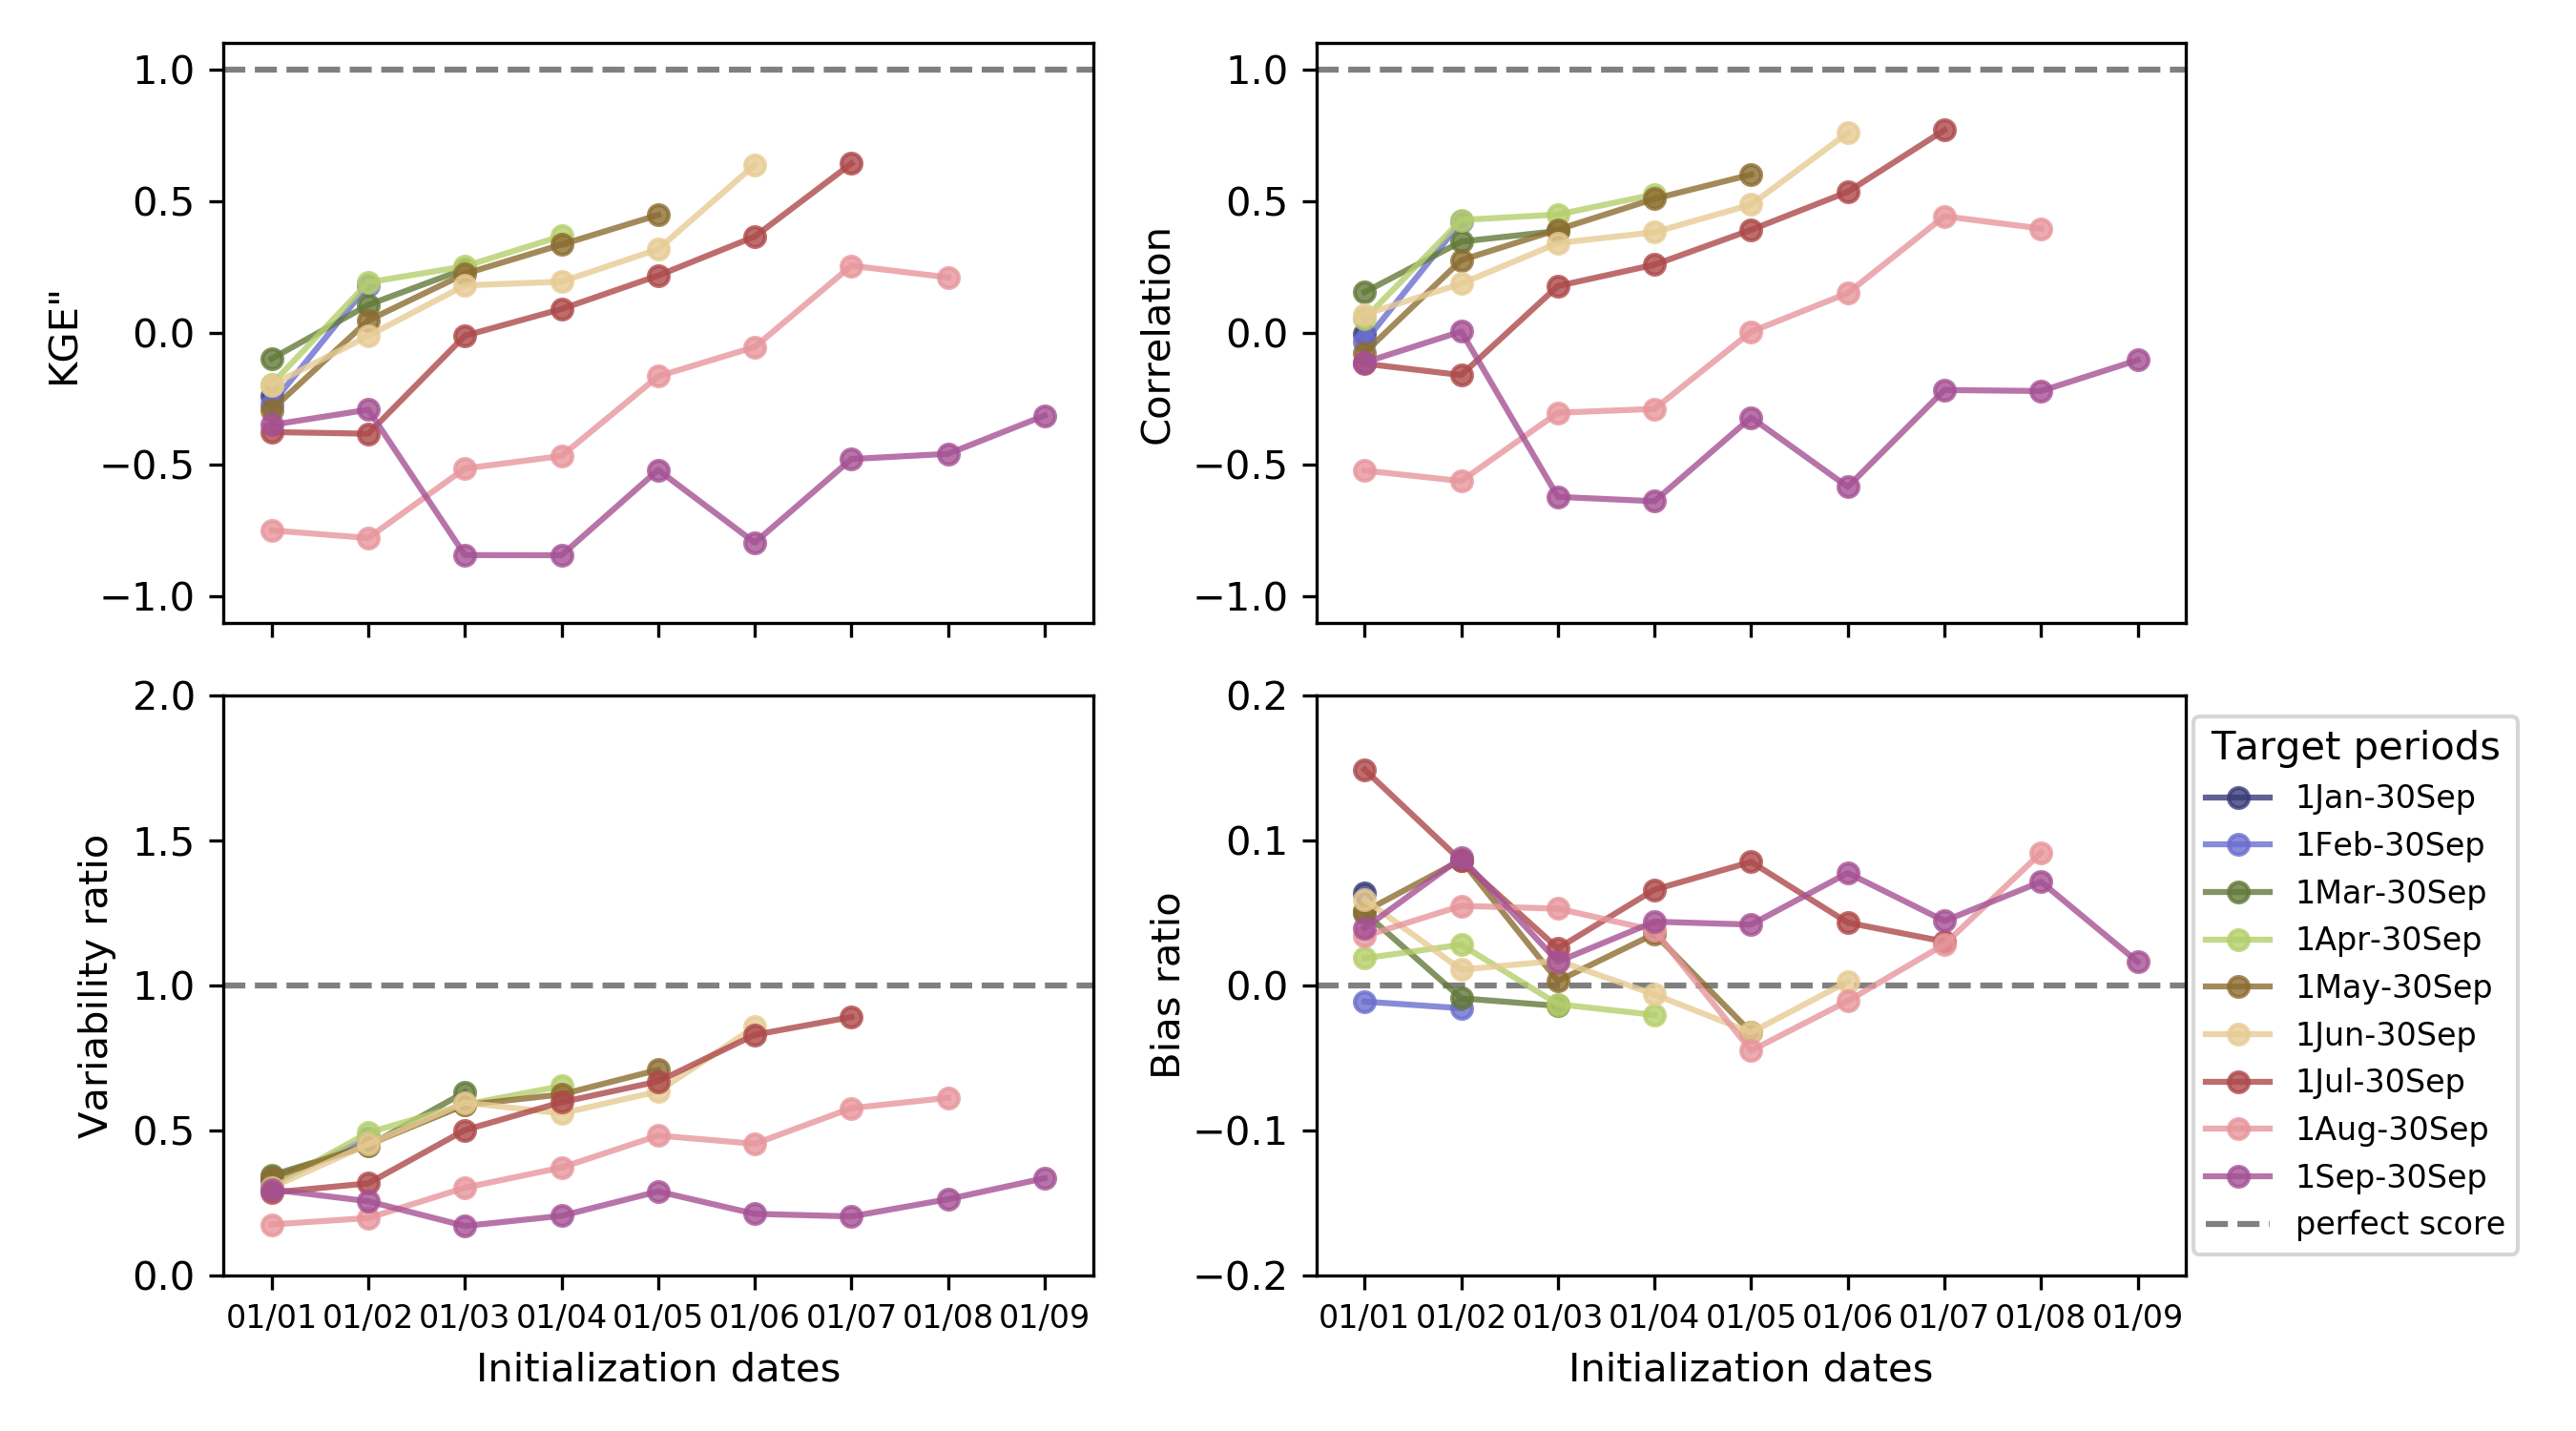 1.0
0.5
0.0
−0.5
−1.0
KGE"
1.0
0.5
0.0
−0.5
−1.0
Correlation
2.0
1.5
1.0
0.5
0.0
Variability ratio
01/01 01/02 01/03 01/04 01/05 01/06 01/07 01/08 01/09
Initialization dates
0.2
0.1
0.0
−0.1
−0.2
Bias ratio
01/01 01/02 01/03 01/04 01/05 01/06 01/07 01/08 01/09
Initialization dates
Target periods
1Jan-30Sep
1Feb-30Sep
1Mar-30Sep
1Apr-30Sep
1May-30Sep
1Jun-30Sep
1Jul-30Sep
1Aug-30Sep
1Sep-30Sep
perfect score